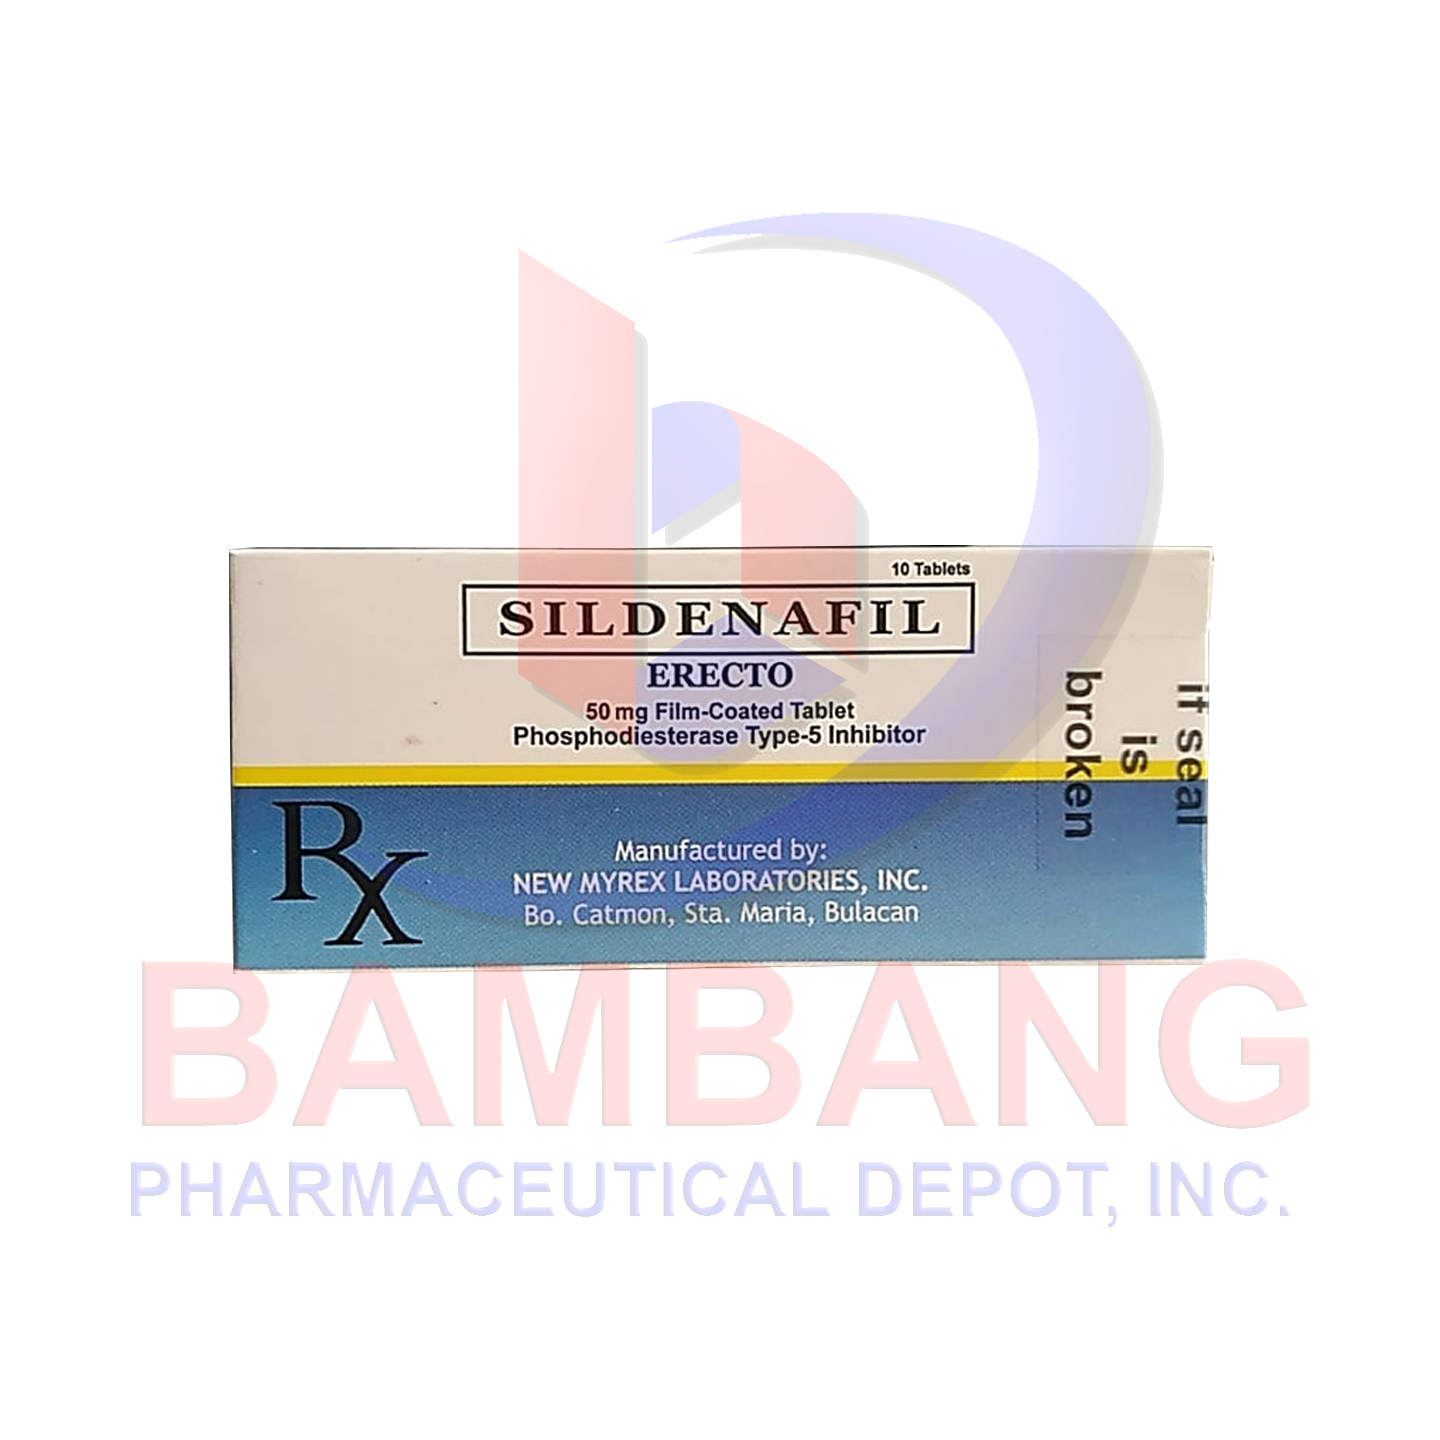 10 Tablets
SILDENAFIL
ERECTO
50 mg Film-Coated Tablet
Phosphodiesterase Type-5 Inhibitor
if seal
is
broken
Rx
Manufactured by:
NEW MYREX LABORATORIES, INC.
Bo. Catmon, Sta. Maria, Bulacan
BAMBANG
PHARMACEUTICAL DEPOT, INC.